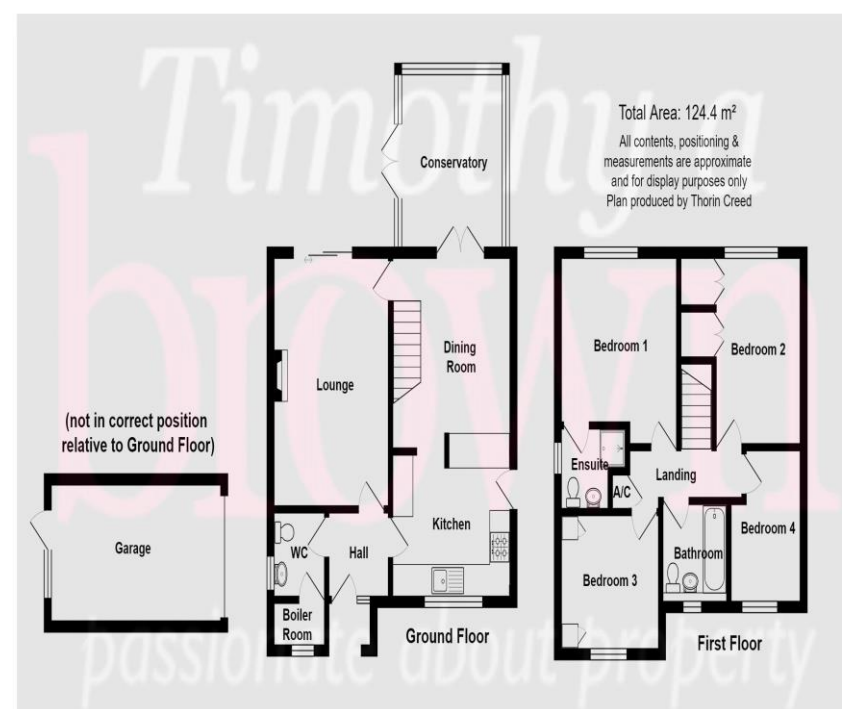 Timothy a
brown
passionate about property
Total Area: 124.4 m²
All contents, positioning &
measurements are approximate
and for display purposes only
Plan produced by Thorin Creed
Conservatory
Dining
Room
Lounge
Bedroom 1
Bedroom 2
(not in correct position
relative to Ground Floor)
Garage
Kitchen
WC
Hall
Boiler
Room
Ground Floor
Ensuite
A/C
Landing
Bedroom 4
Bathroom
Bedroom 3
First Floor